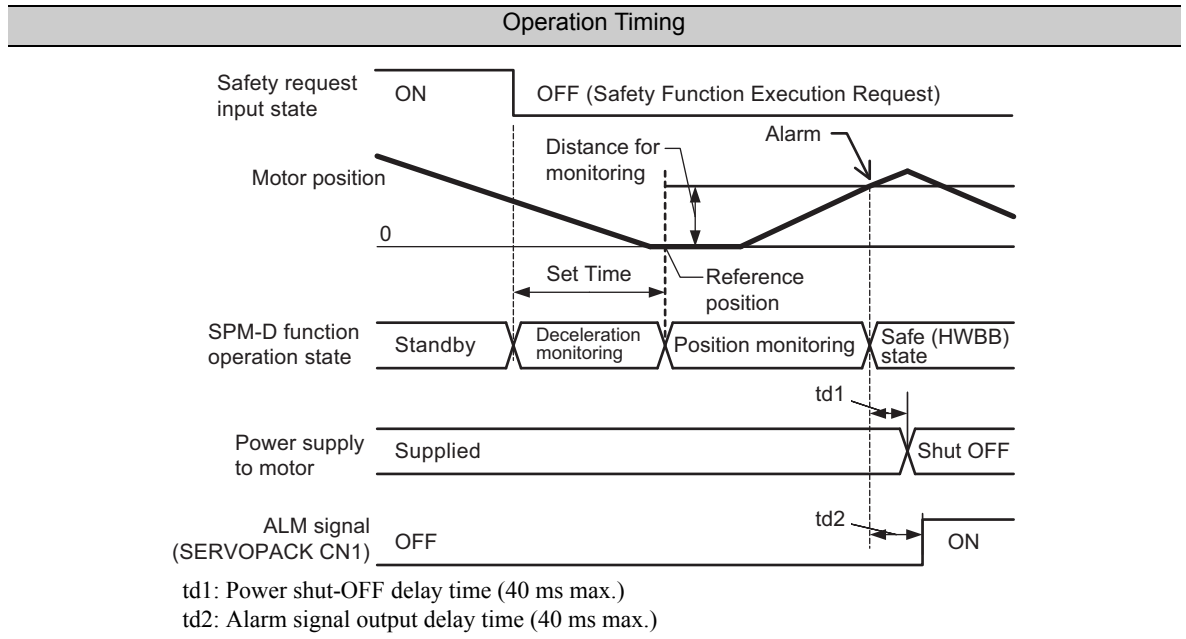 Operation Timing
Safety request
input state
ON
OFF (Safety Function Execution Request)
Alarm
Distance for
monitoring
Motor position
0
Set Time
Reference
position
SPM-D function
operation state
Standby
Deceleration
monitoring
Position monitoring
Safe (HWBB)
state
td1
Power supply
to motor
Supplied
Shut OFF
td2
ALM signal
(SERVOPACK CN1)
OFF
ON
td1: Power shut-OFF delay time (40 ms max.)
td2: Alarm signal output delay time (40 ms max.)